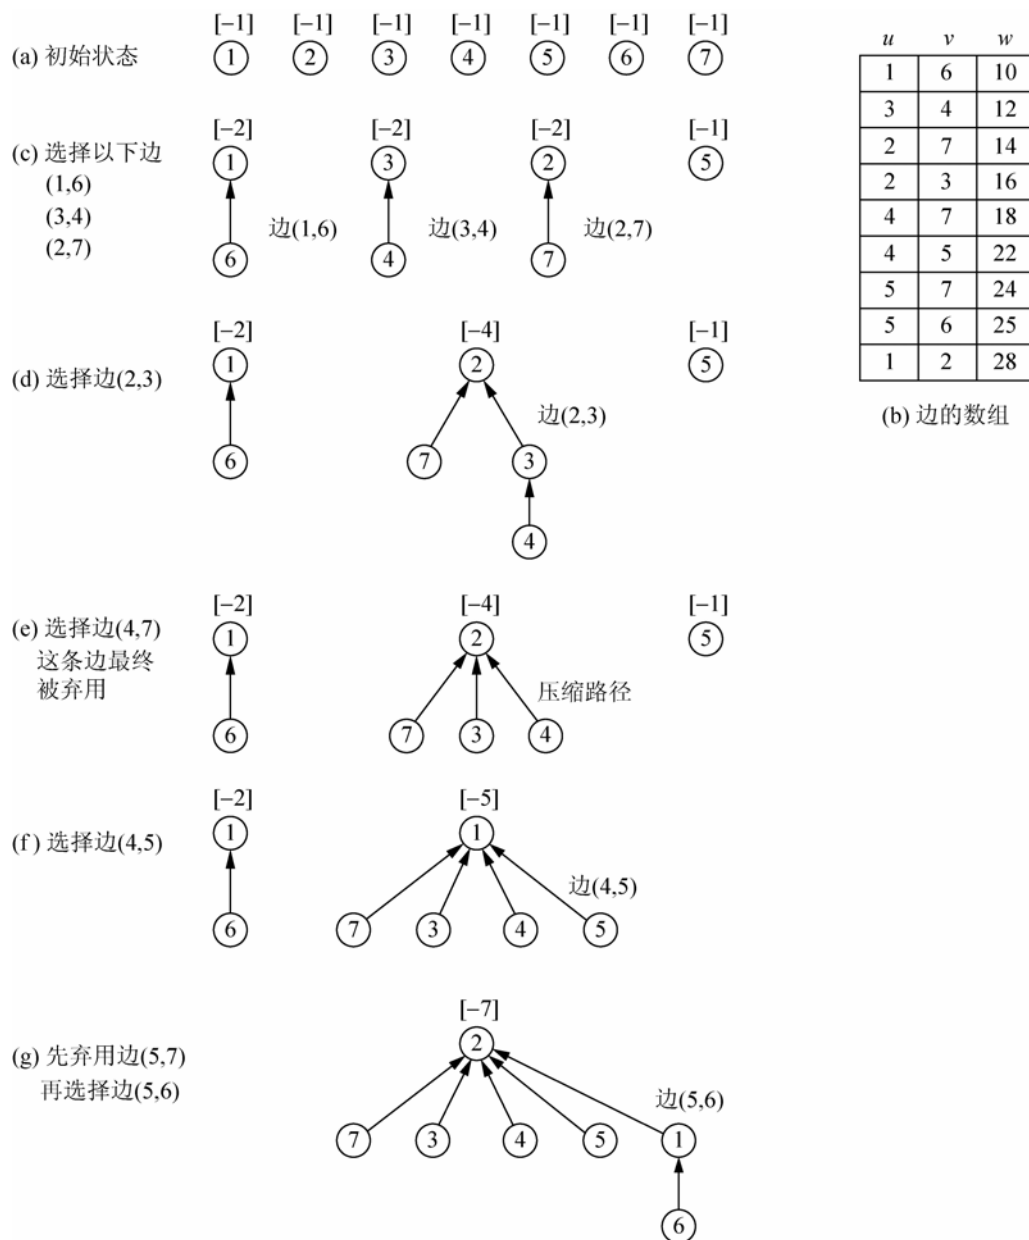 [−1] [−1] [−1] [−1] [−1] [−1] [−1]
(a) 初始状态 1 2 3 4 5 6 7
u v w
1 6 10
3 4 12
2 7 14
2 3 16
4 7 18
4 5 22
5 7 24
5 6 25
1 2 28
(b) 边的数组
[−2] [−2] [−2] [−1]
(c) 选择以下边 1 3 2 5
(1,6)
(3,4)
(2,7)
边(1,6) 边(3,4) 边(2,7)
6 4 7
[−2] [−4] [−1]
1 2 5
(d) 选择边(2,3)
边(2,3)
6 7 3
4
[−2] [−4] [−1]
(e) 选择边(4,7) 1 2 5
这条边最终
被弃用
压缩路径
6 7 3 4
[−2] [−5]
(f) 选择边(4,5) 1 1
边(4,5)
6 7 3 4 5
[−7]
2
(g) 先弃用边(5,7)
再选择边(5,6)
边(5,6)
7 3 4 5 1
6